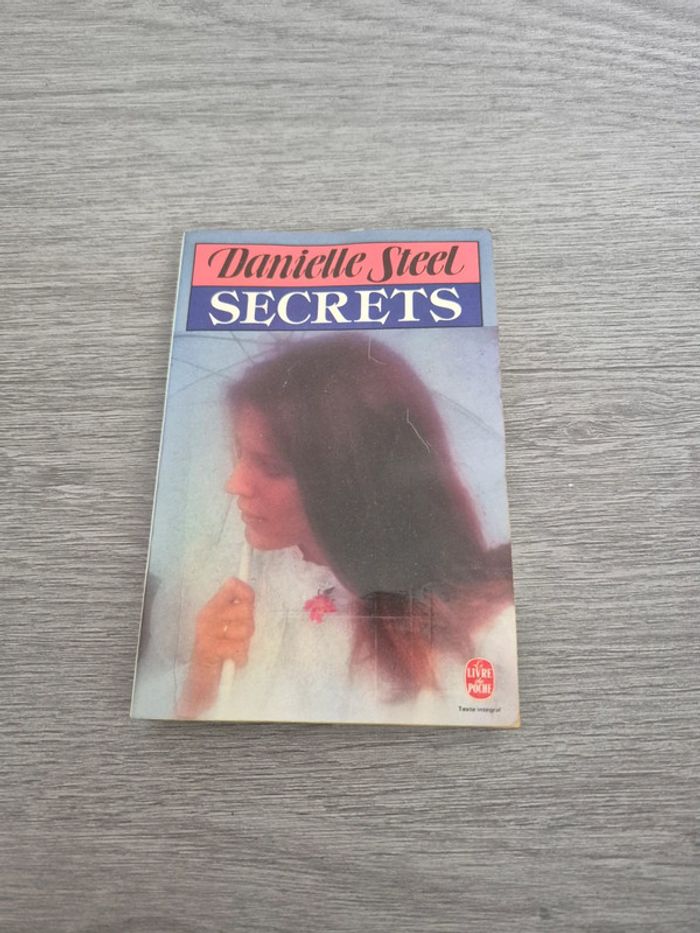 Danielle Steel
SECRETS
Le
LIVRE
de
POCHE
Texte intégral